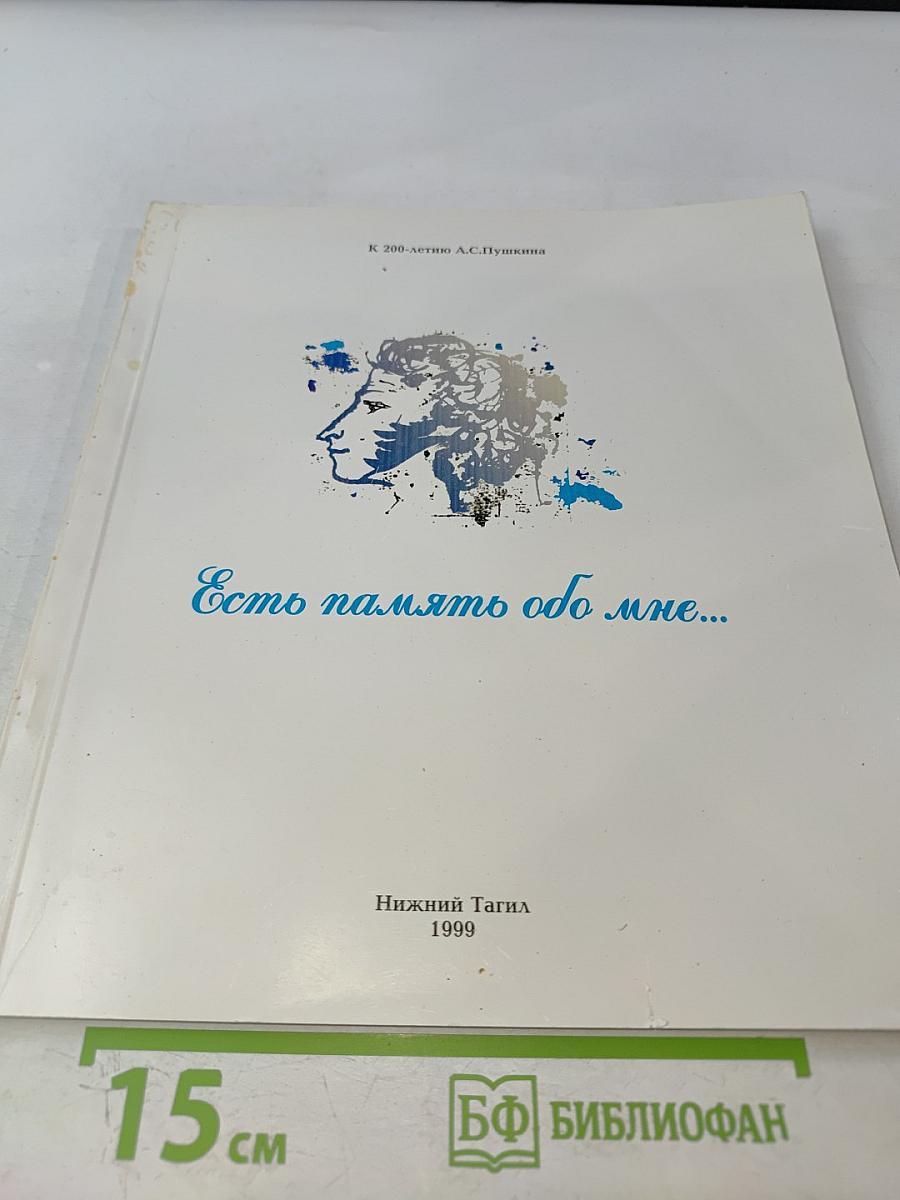 К 200-летию А.С.Пушкина
Есть память обо мне...
Нижний Тагил
1999
15 см
БФ БИБЛИОФАН